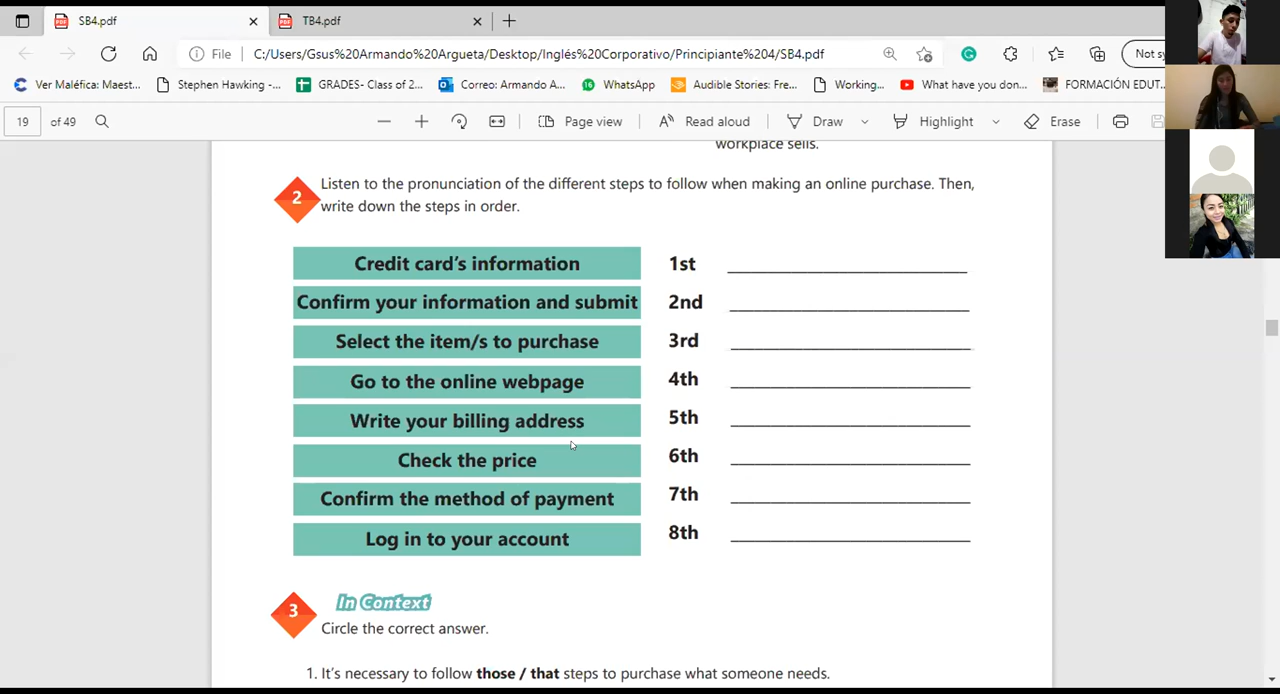 SB4.pdf
TB4.pdf
File
C:/Users/Gsus%20Armando%20Argueta/Desktop/Inglés%20Corporativo/Principiante%204/SB4.pdf
Not sy
Ver Maléfica: Maest...
Stephen Hawking -...
GRADES- Class of 2...
Correo: Armando A...
16
WhatsApp
Audible Stories: Fre...
Working...
What have you don...
FORMACIÓN EDUT...
19 of 49
Page view
Read aloud
Draw
Highlight
Erase
workplace sells.
2
Listen to the pronunciation of the different steps to follow when making an online purchase. Then,
write down the steps in order.
Credit card's information
1st
Confirm your information and submit
2nd
Select the item/s to purchase
3rd
Go to the online webpage
4th
Write your billing address
5th
Check the price
6th
Confirm the method of payment
7th
Log in to your account
8th
3
In Context
Circle the correct answer.
1. It's necessary to follow those / that steps to purchase what someone needs.